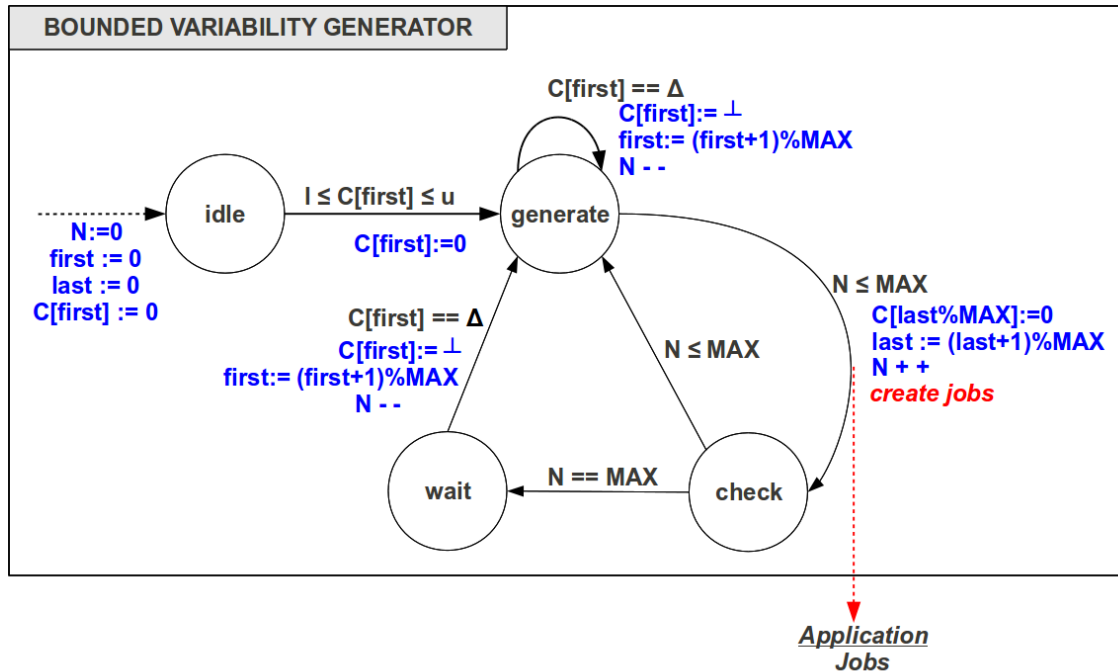 BOUNDED VARIABILITY GENERATOR
C[first] == Δ
C[first]:= ⊥
first:= (first+1)%MAX
N - -
idle
l ≤ C[first] ≤ u
generate
N:=0
first := 0
last := 0
C[first] := 0
C[first]:=0
N ≤ MAX
C[last%MAX]:=0
last := (last+1)%MAX
N + +
create jobs
C[first] == Δ
C[first]:= ⊥
first:= (first+1)%MAX
N - -
N ≤ MAX
wait
N == MAX
check
Application
Jobs